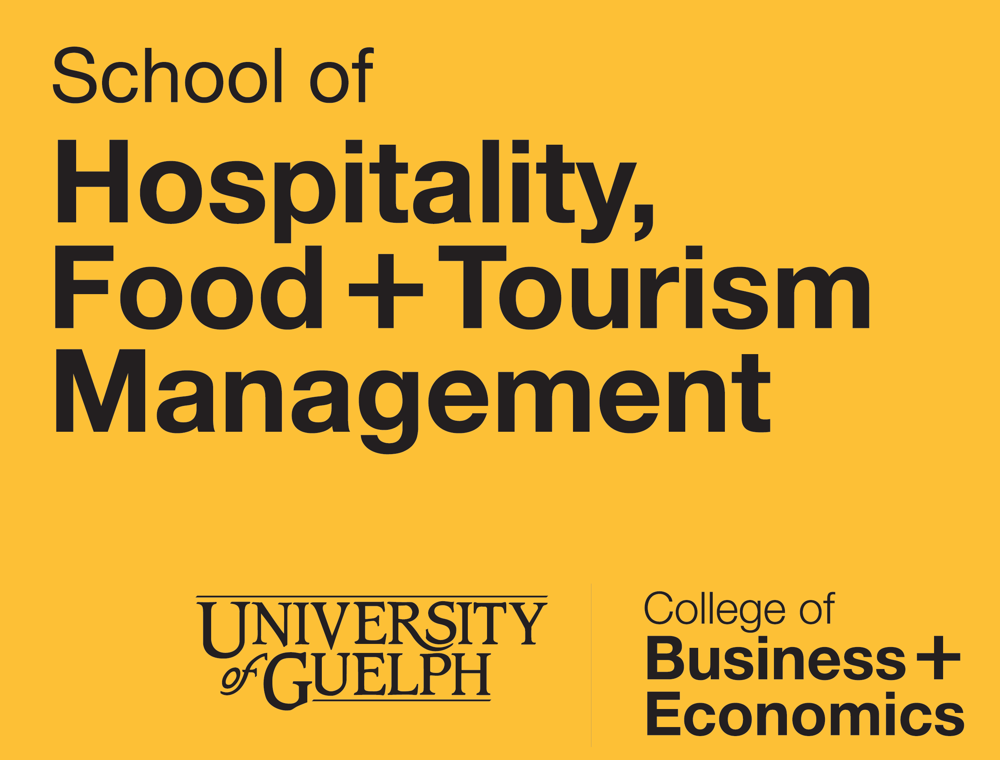 School of
Hospitality,
Food + Tourism
Management
UNIVERSITY
of GUELPH
College of
Business +
Economics